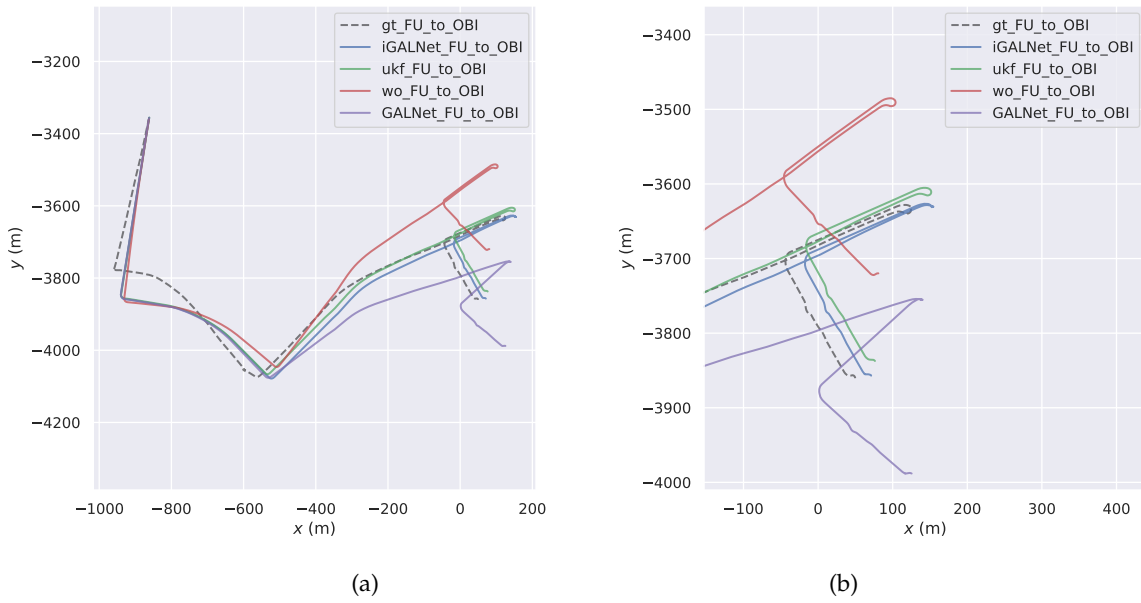 gt_FU_to_OBI
iGALNet_FU_to_OBI
ukf_FU_to_OBI
wo_FU_to_OBI
GALNet_FU_to_OBI
−3200
−3400
−3600
−3800
−4000
−4200
y (m)
−1000 −800 −600 −400 −200 0 200
x (m)
(a)
gt_FU_to_OBI
iGALNet_FU_to_OBI
ukf_FU_to_OBI
wo_FU_to_OBI
GALNet_FU_to_OBI
−3400
−3500
−3600
−3700
−3800
−3900
−4000
y (m)
−100 0 100 200 300 400
x (m)
(b)